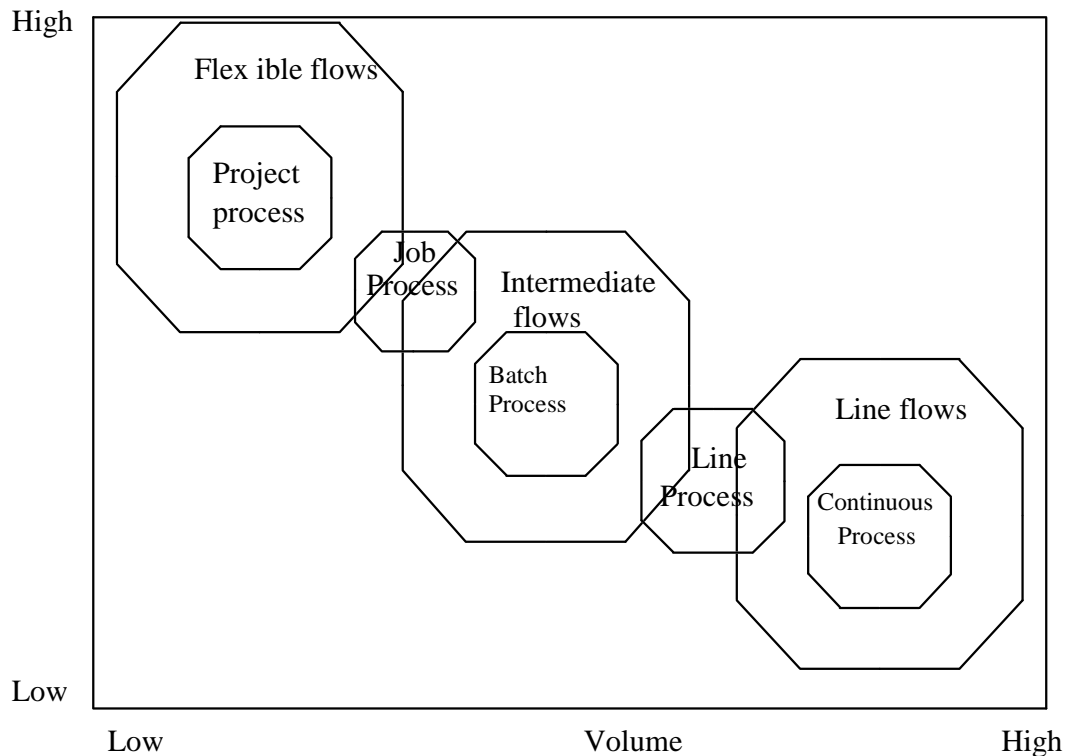 High
Flex ible flows
Project
process
Job
Process
Intermediate
flows
Batch
Process
Line flows
Line
Process
Continuous
Process
Low
Low
Volume
High